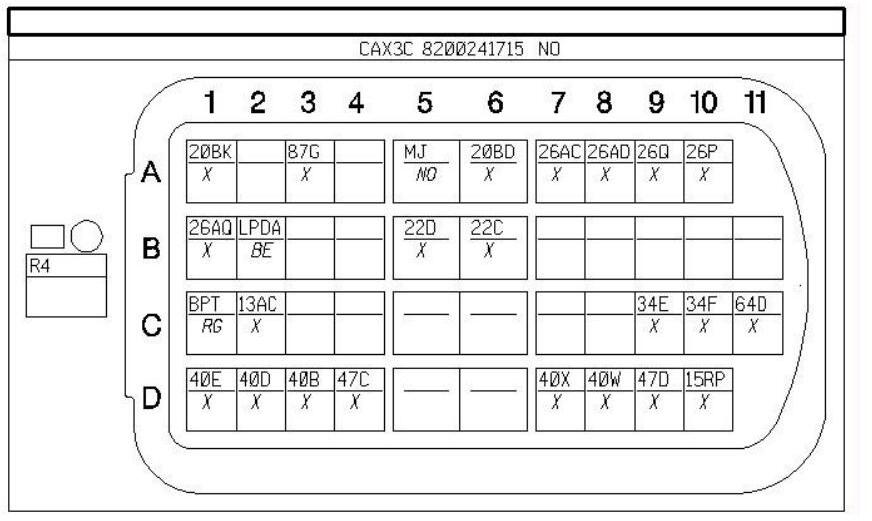 CAX3C 8200241715 NO
1 2 3 4 5 6 7 8 9 10 11
A 20BK 87G MJ 20BD 26AC 26AD 26Q 26P
X X NO X X X X X
B 26AQ LPDA 22D 22C
X BE X X
R4
C BPT 13AC 34E 34F 64D
RG X X X X
D 40E 40D 40B 47C 40X 40W 47D 15RP
X X X X X X X X